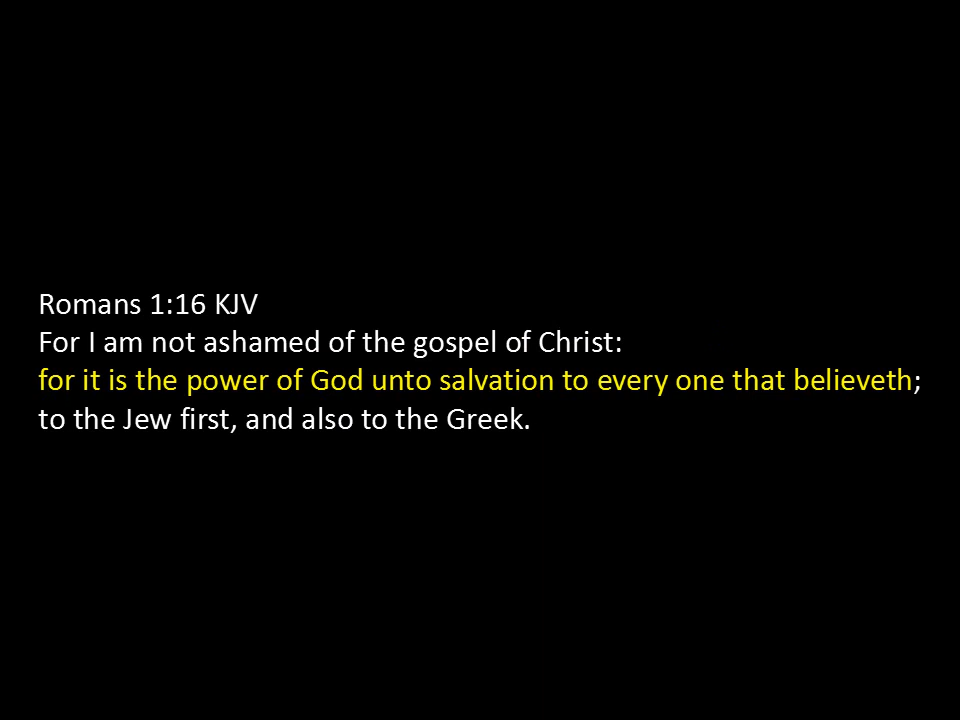 Romans 1:16 KJV
For I am not ashamed of the gospel of Christ:
for it is the power of God unto salvation to every one that believeth;
to the Jew first, and also to the Greek.